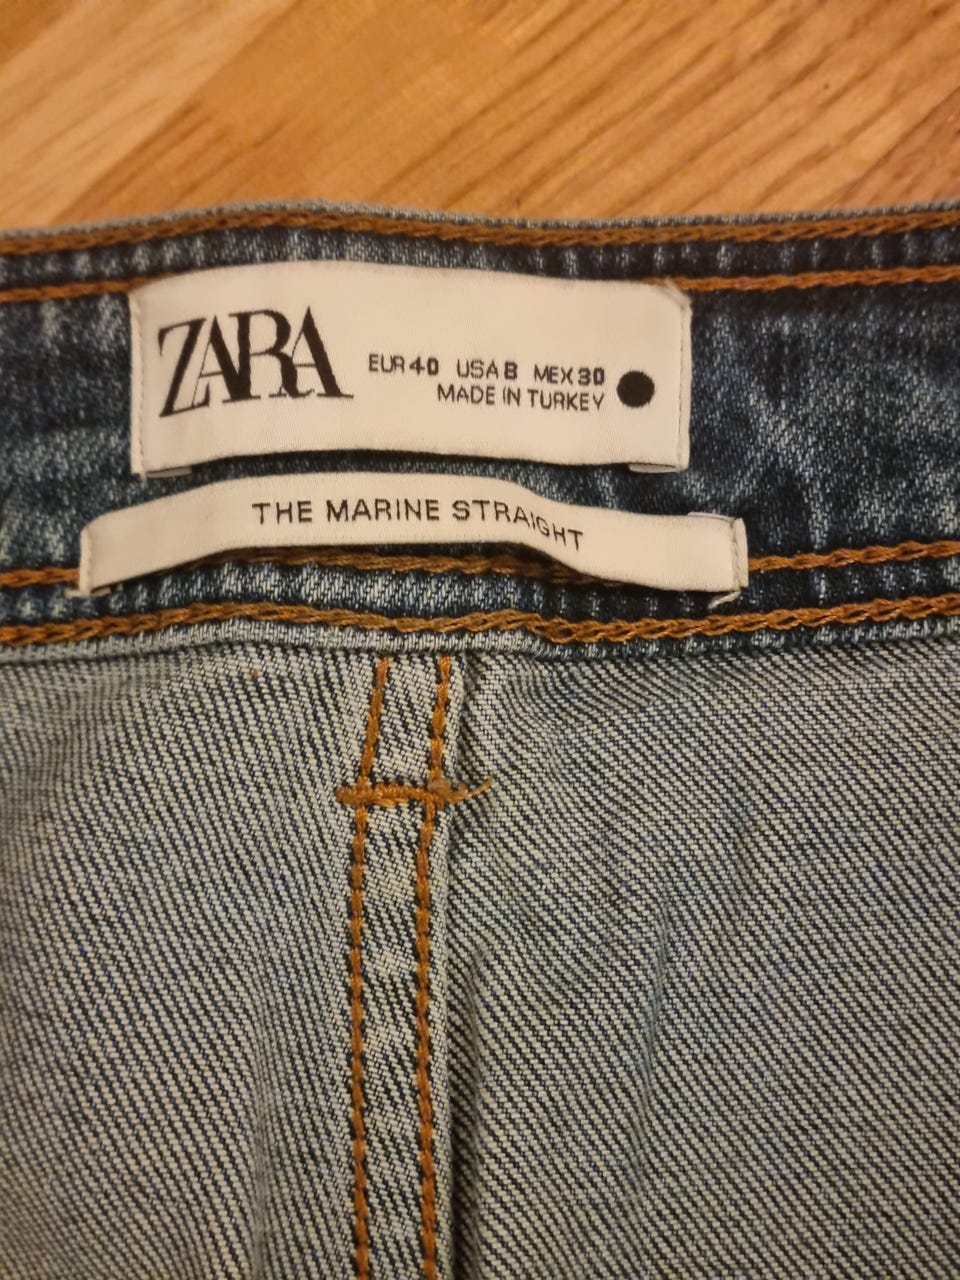 ZARA
EUR 40 USA 8 MEX 30
MADE IN TURKEY
THE MARINE STRAIGHT